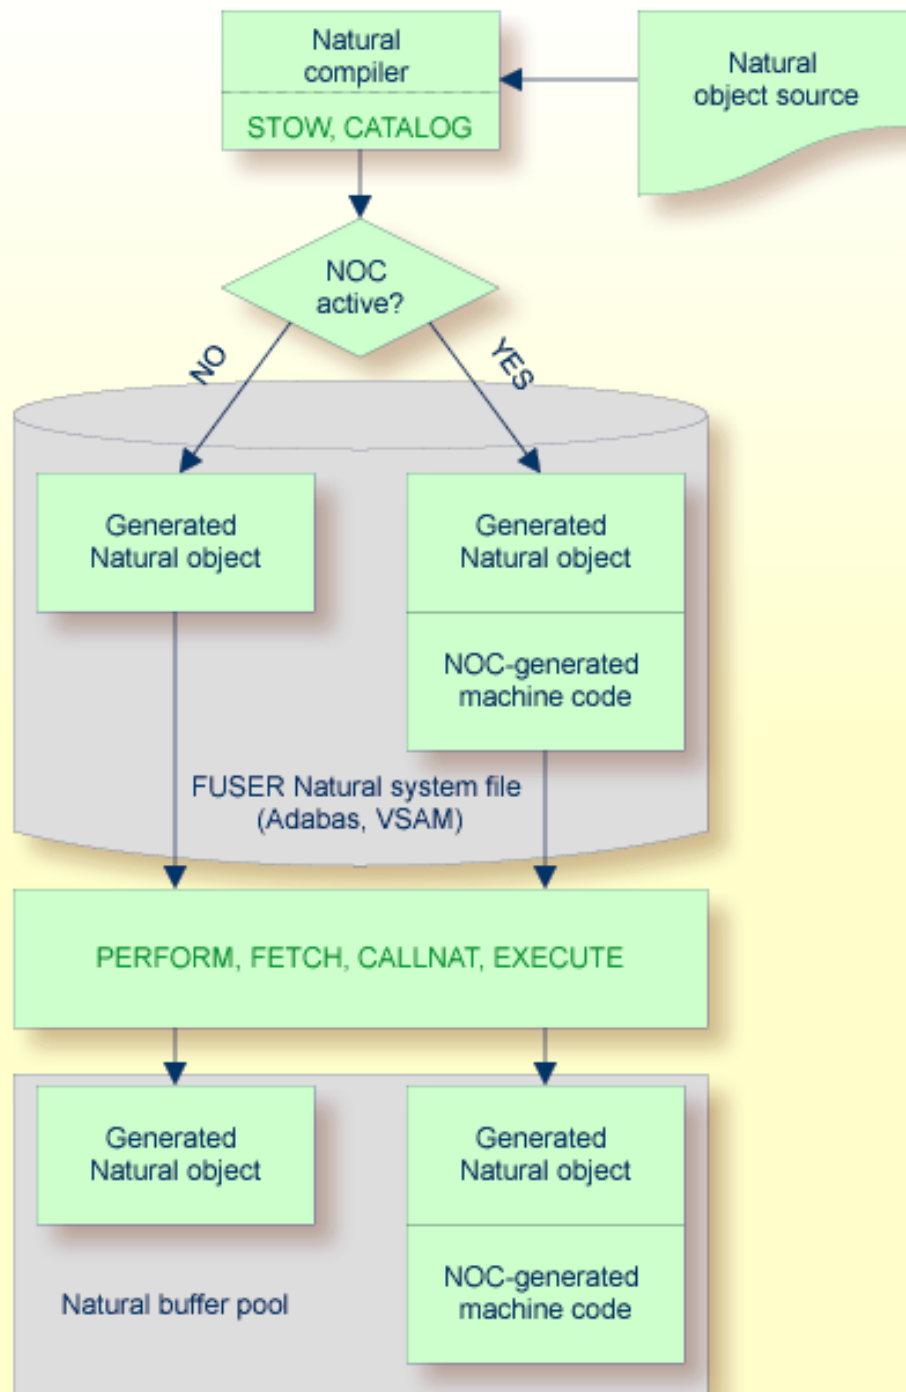 Natural
compiler
STOW, CATALOG
Natural
object source
NOC
active?
NO
YES
Generated
Natural object
Generated
Natural object
NOC-generated
machine code
FUSER Natural system file
(Adabas, VSAM)
PERFORM, FETCH, CALLNAT, EXECUTE
Generated
Natural object
Generated
Natural object
NOC-generated
machine code
Natural buffer pool